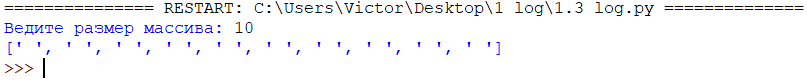 =============== RESTART: C:\Users\Victor\Desktop\1 log\1.3 log.py ==============
Ведите размер массива: 10
[' ', ' ', ' ', ' ', ' ', ' ', ' ', ' ', ' ', ' ']
>>>